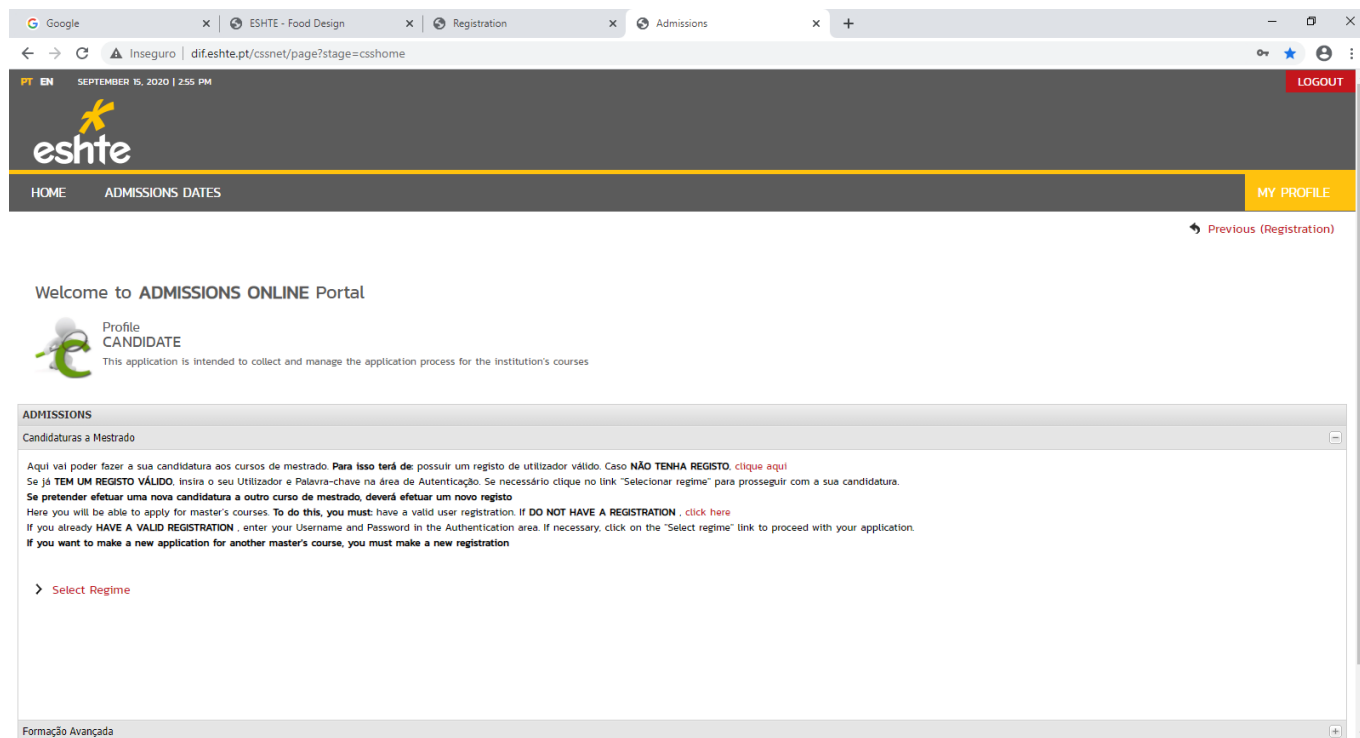 Google
ESHTE - Food Design
Registration
Admissions
Inseguro | dif.eshte.pt/cssnet/page?stage=csshome
PT EN SEPTEMBER 15, 2020 | 2:55 PM
LOGOUT
eshte
HOME ADMISSIONS DATES
MY PROFILE
Previous (Registration)
Welcome to ADMISSIONS ONLINE Portal
Profile
CANDIDATE
This application is intended to collect and manage the application process for the institution's courses
ADMISSIONS
Candidaturas a Mestrado
Aqui vai poder fazer a sua candidatura aos cursos de mestrado. Para isso terá de: possuir um registo de utilizador válido. Caso NÃO TENHA REGISTO, clique aqui
Se já TEM UM REGISTO VÁLIDO, insira o seu Utilizador e Palavra-chave na área de Autenticação. Se necessário clique no link "Selecionar regime" para prosseguir com a sua candidatura.
Se pretender efetuar uma nova candidatura a outro curso de mestrado, deverá efetuar um novo registo
Here you will be able to apply for master's courses. To do this, you must: have a valid user registration. If DO NOT HAVE A REGISTRATION , click here
If you already HAVE A VALID REGISTRATION , enter your Username and Password in the Authentication area. If necessary, click on the "Select regime" link to proceed with your application.
If you want to make a new application for another master's course, you must make a new registration
Select Regime
Formação Avançada